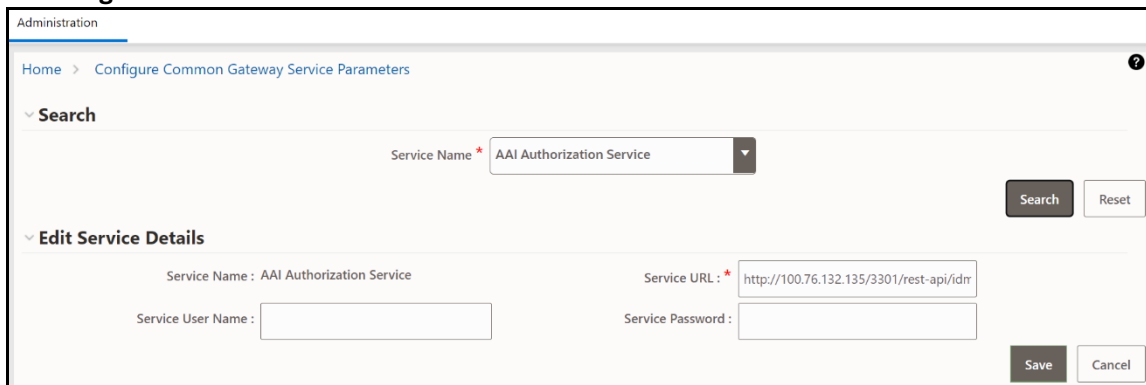 Administration
Home > Configure Common Gateway Service Parameters
?
Search
Service Name * AAI Authorization Service
Search Reset
Edit Service Details
Service Name : AAI Authorization Service Service URL : * http://100.76.132.135/3301/rest-api/idm
Service User Name : Service Password :
Save Cancel